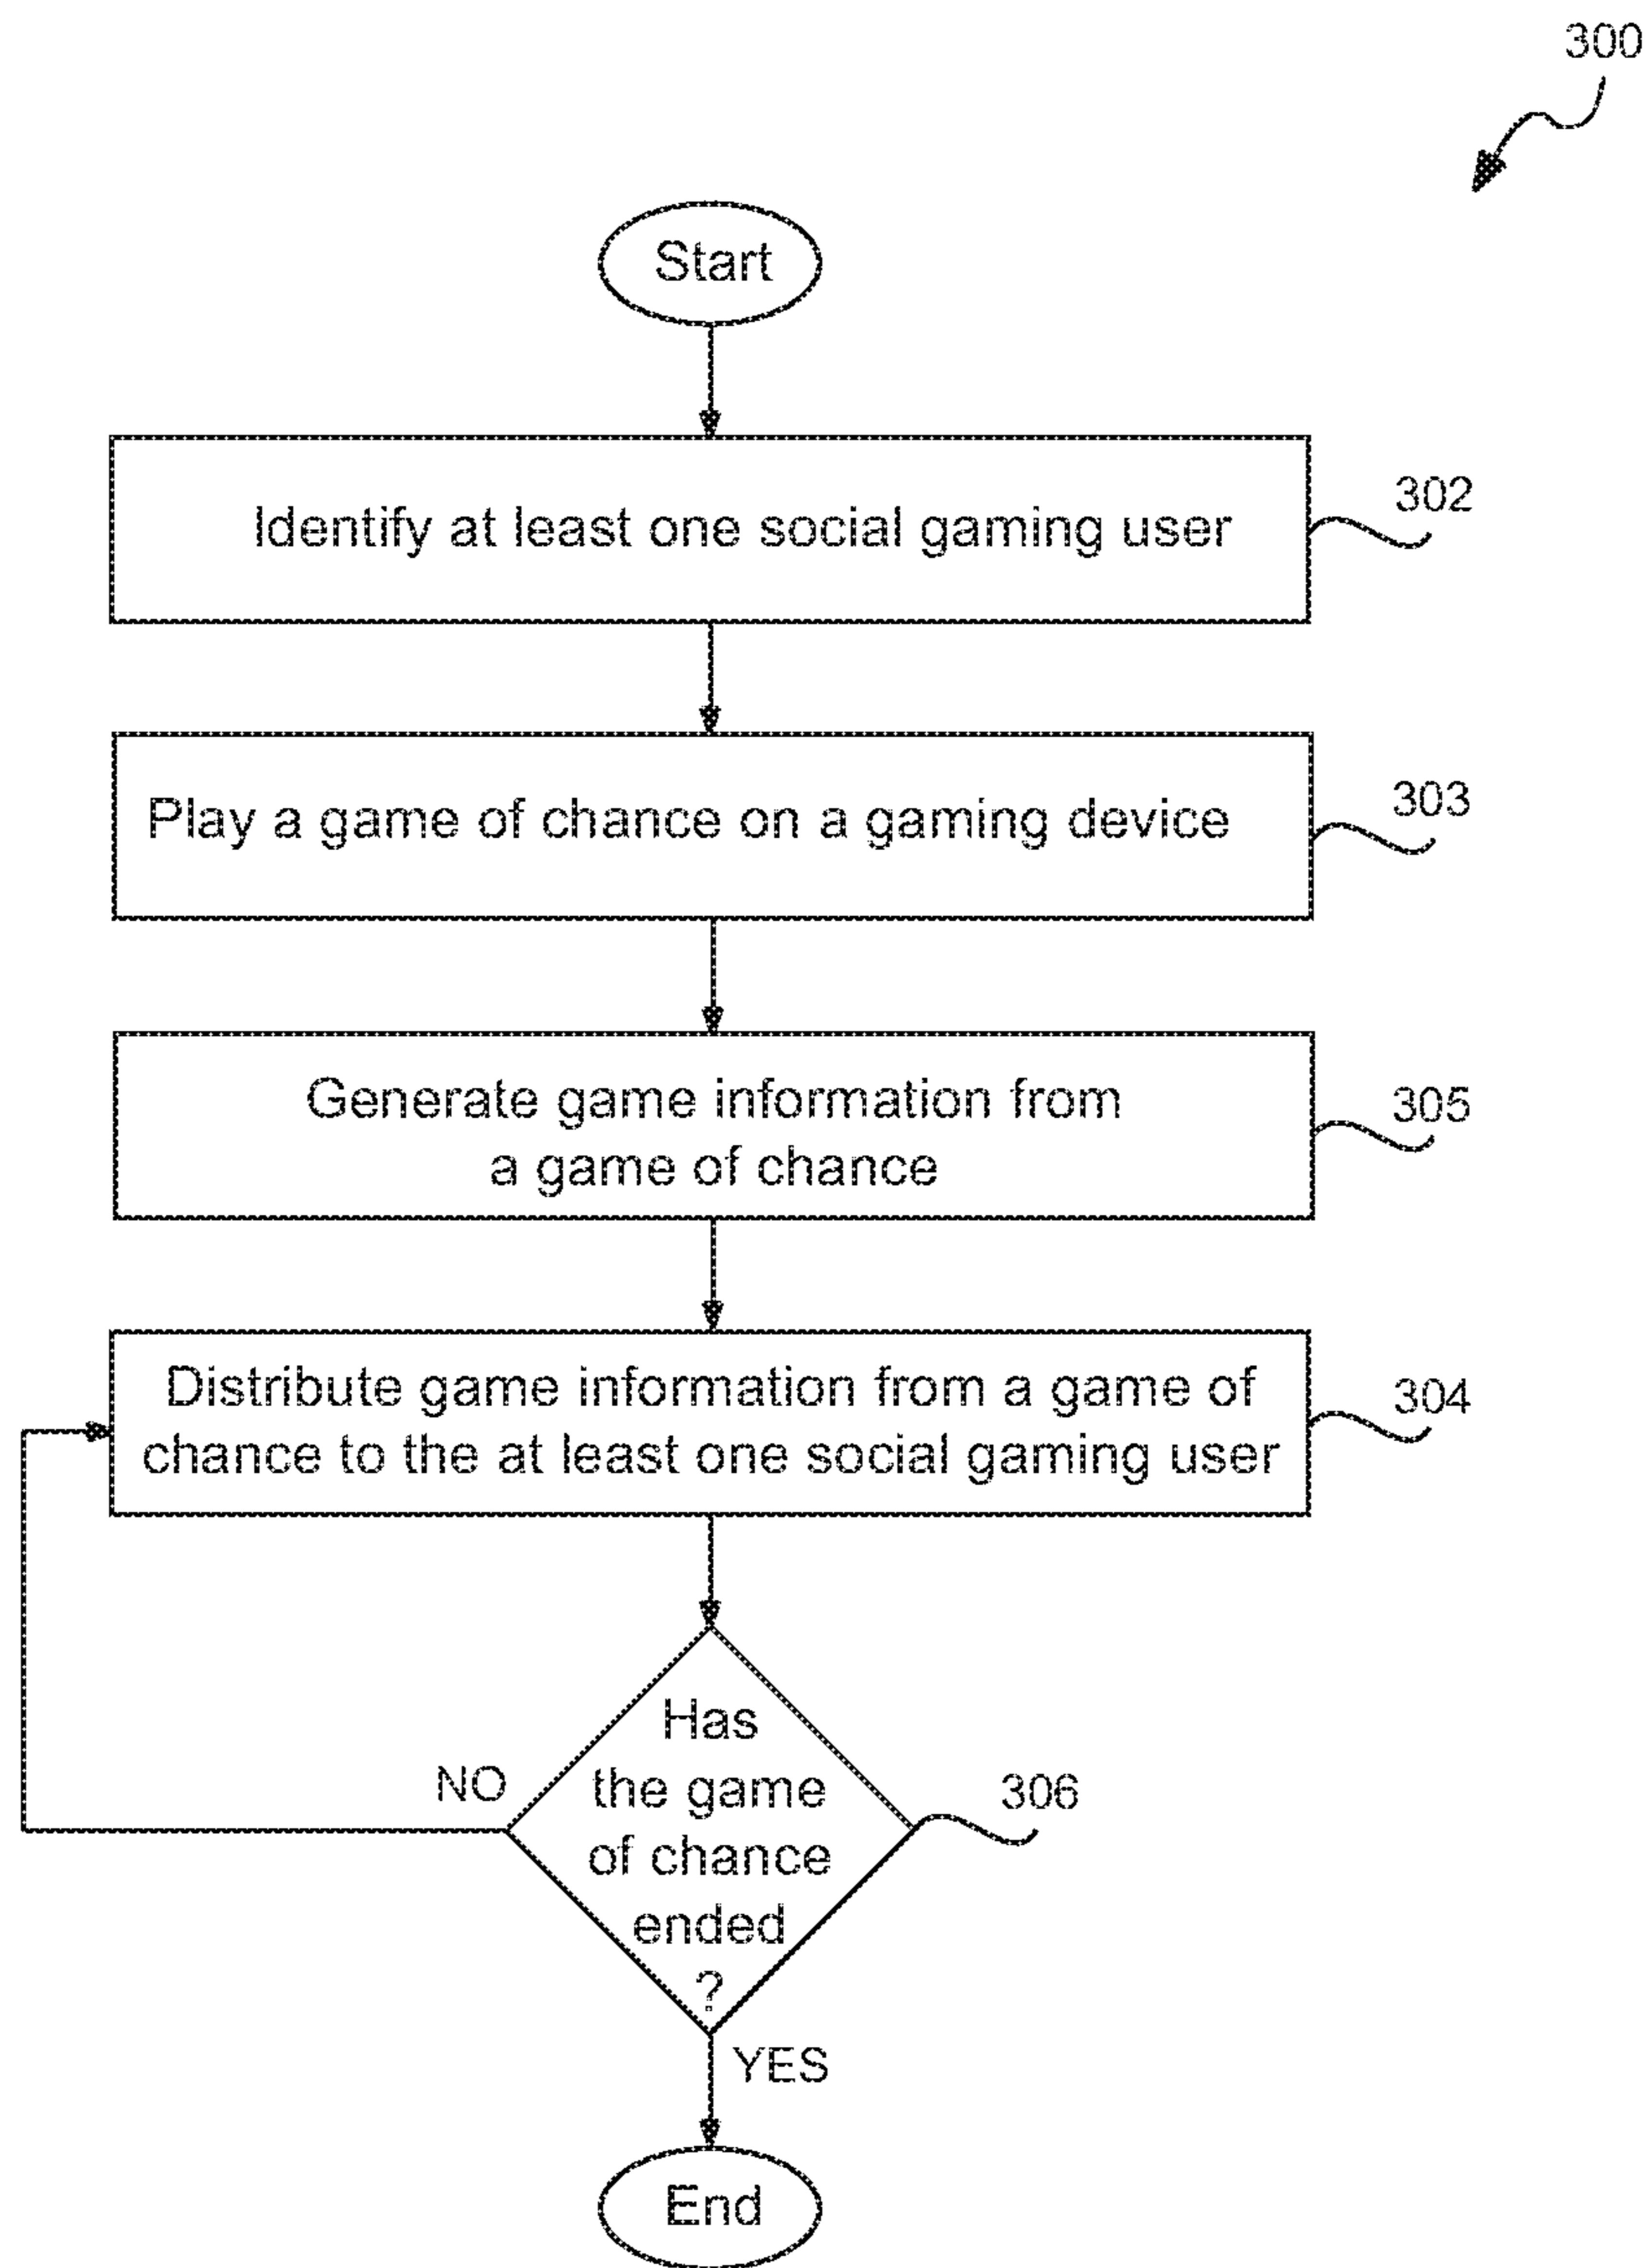 300
Start
Identify at least one social gaming user
302
Play a game of chance on a gaming device
303
Generate game information from
a game of chance
305
Distribute game information from a game of
chance to the at least one social gaming user
304
Has
the game
of chance
ended
?
NO
306
YES
End